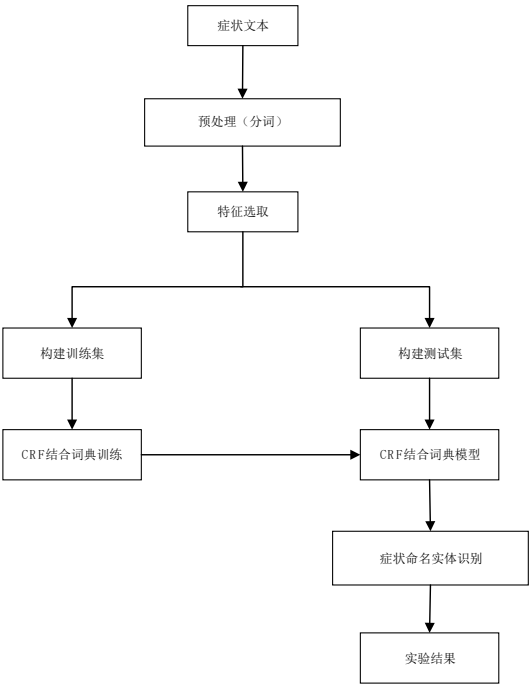 症状文本
预处理（分词）
特征选取
构建训练集
构建测试集
CRF结合词典训练
CRF结合词典模型
症状命名实体识别
实验结果